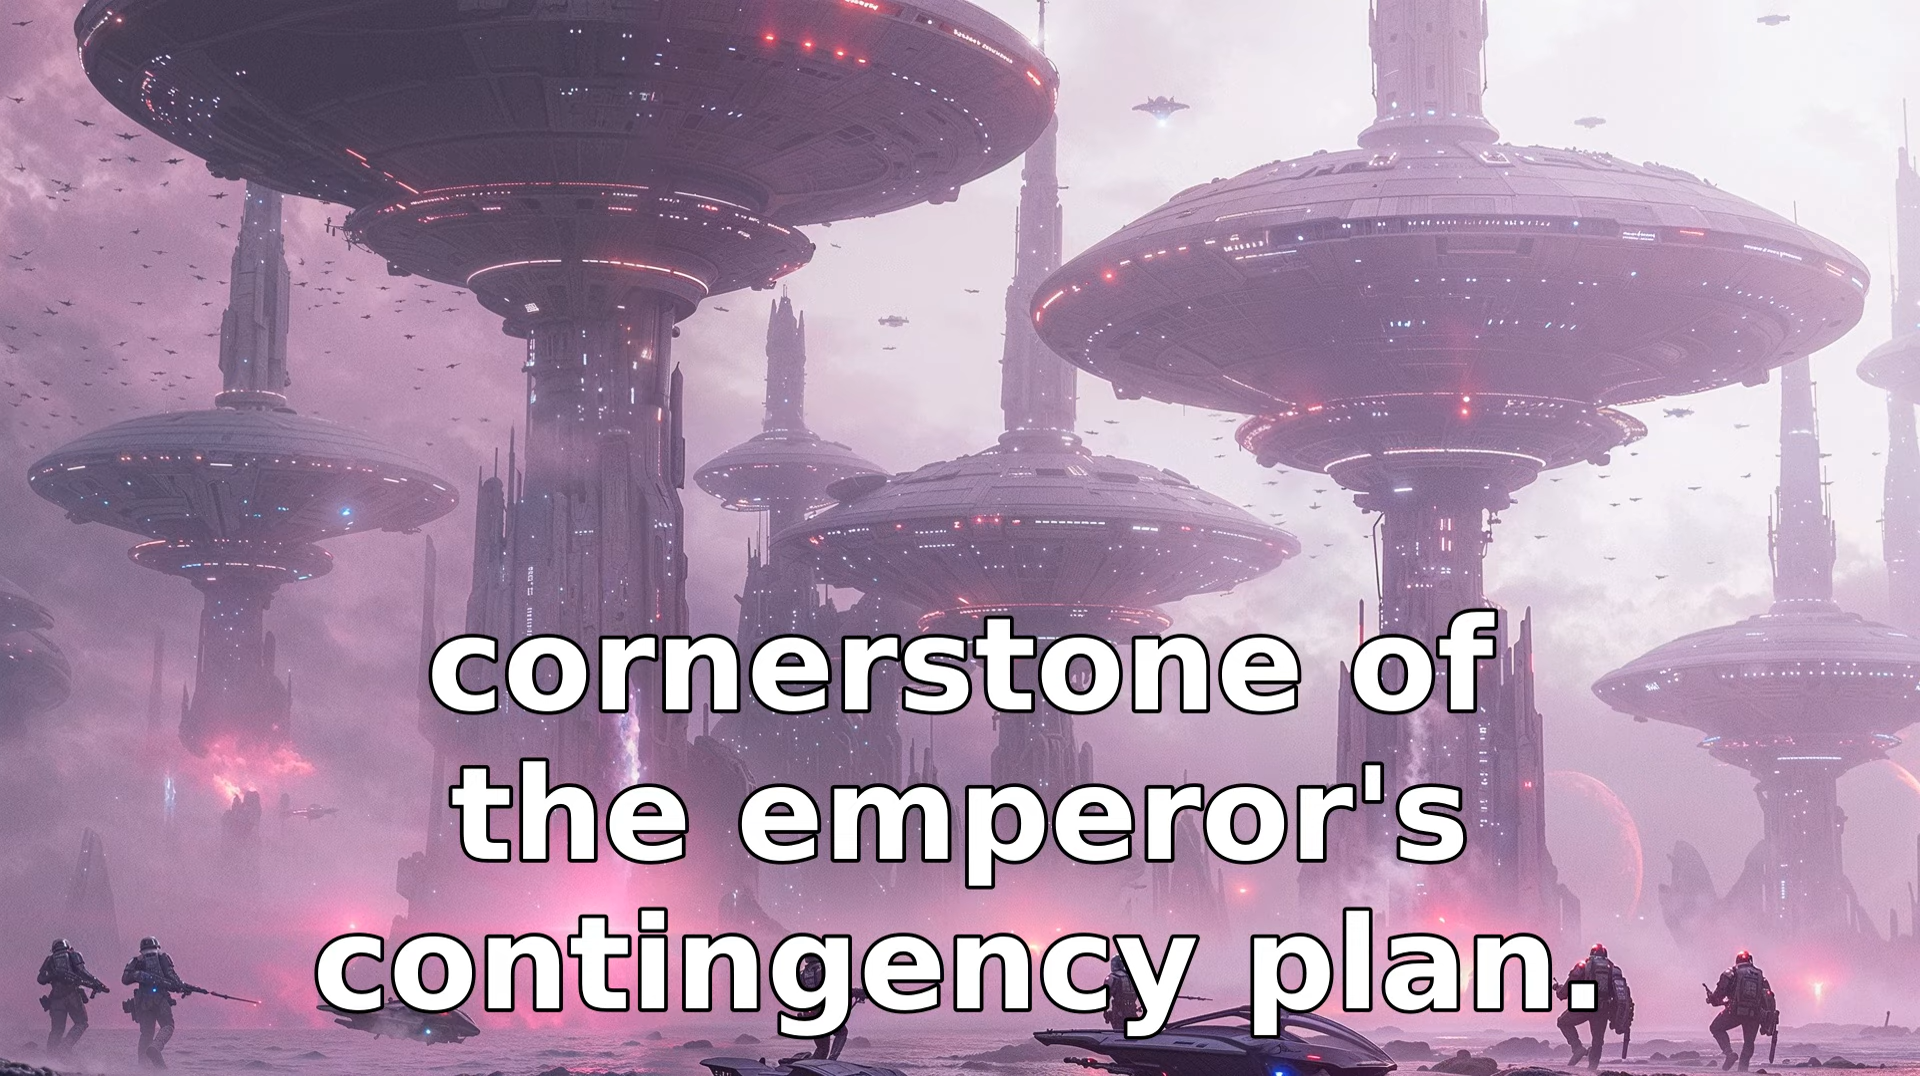 cornerstone of
the emperor's
contingency plan.